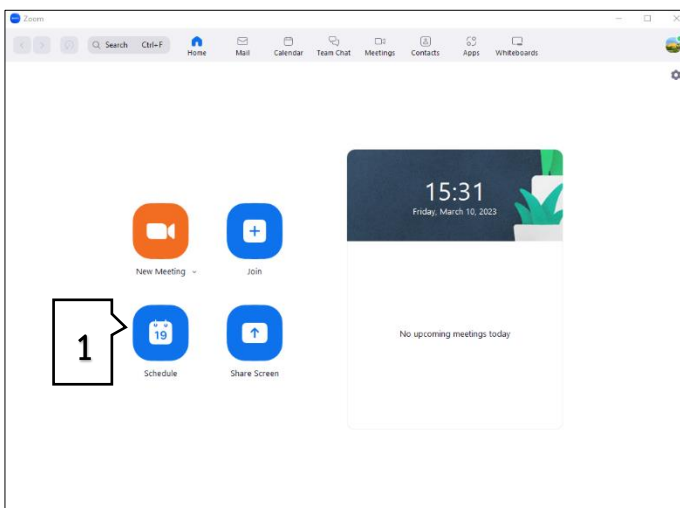 Zoom
Search Ctrl+F
Home
Mail
Calendar
Team Chat
Meetings
Contacts
Apps
Whiteboards
15:31
Friday, March 10, 2023
New Meeting
Join
No upcoming meetings today
1
19
Schedule
Share Screen